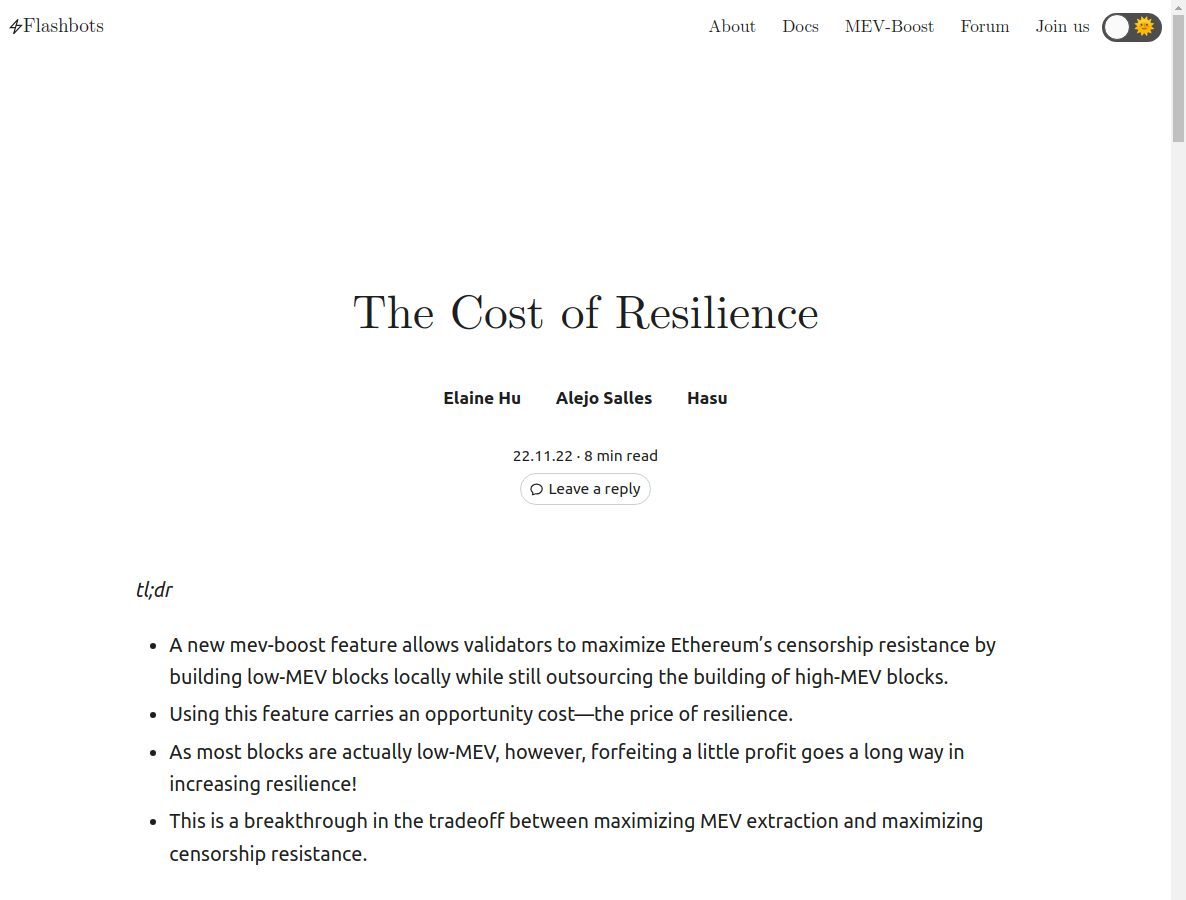 Flashbots
About Docs MEV-Boost Forum Join us
The Cost of Resilience
Elaine Hu Alejo Salles Hasu
22.11.22 · 8 min read
Leave a reply
tl;dr
• A new mev-boost feature allows validators to maximize Ethereum’s censorship resistance by
building low-MEV blocks locally while still outsourcing the building of high-MEV blocks.
• Using this feature carries an opportunity cost—the price of resilience.
• As most blocks are actually low-MEV, however, forfeiting a little profit goes a long way in
increasing resilience!
• This is a breakthrough in the tradeoff between maximizing MEV extraction and maximizing
censorship resistance.